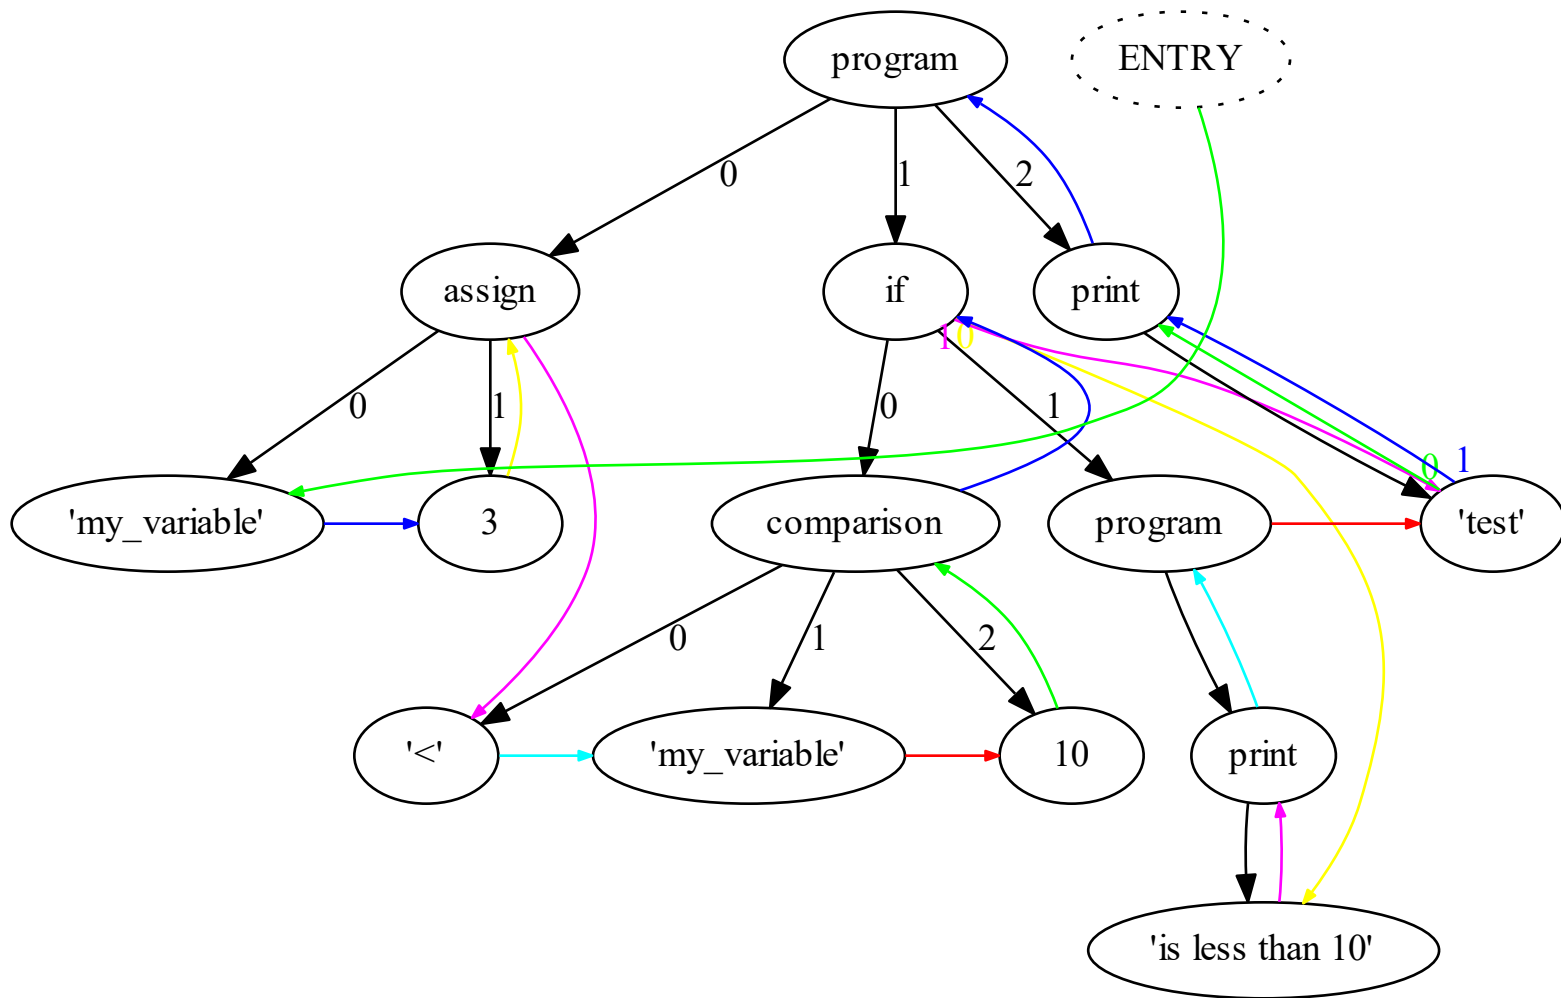 program
ENTRY
0
1
2
assign
if
print
1
0
0
1
0
1
0
1
'my_variable'
3
comparison
program
'test'
0
1
2
'<'
'my_variable'
10
print
'is less than 10'